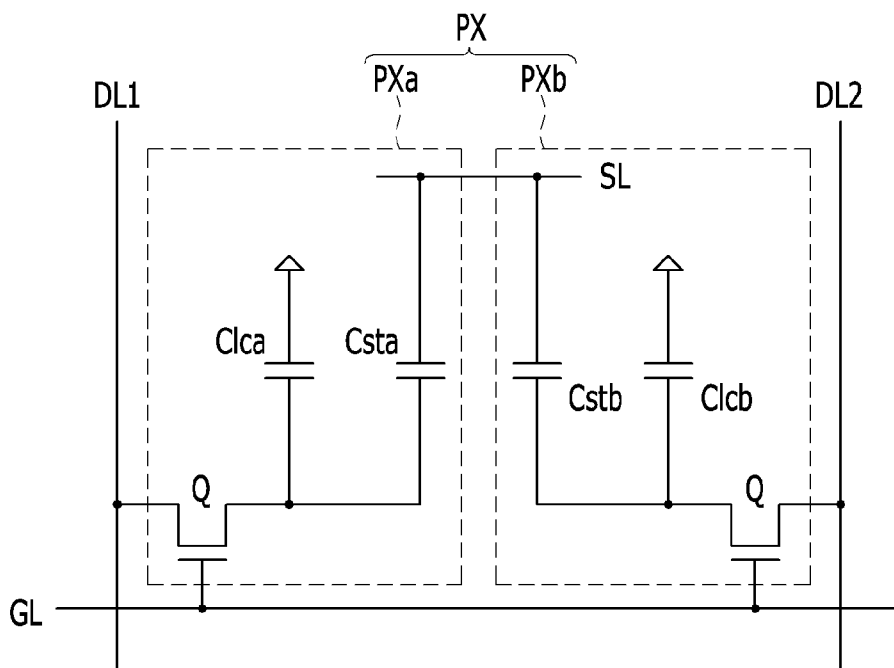 PX
PXa PXb
DL1 DL2
SL
Clca Csta
Cstb Clcb
Q Q
GL